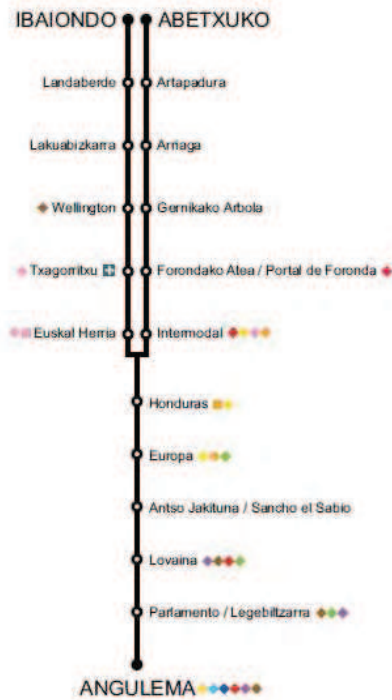 IBAIONDO ABETXUKO
Landaberde Artapadura
Lakuabizkarra Arriaga
Wellington Gernikako Arbola
Txagorritxu Forondako Atea / Portal de Foronda
Euskal Herria Intermodal
Honduras
Europa
Antso Jakituna / Sancho el Sabio
Lovaina
Parlamento / Legebiltzarra
ANGULEMA